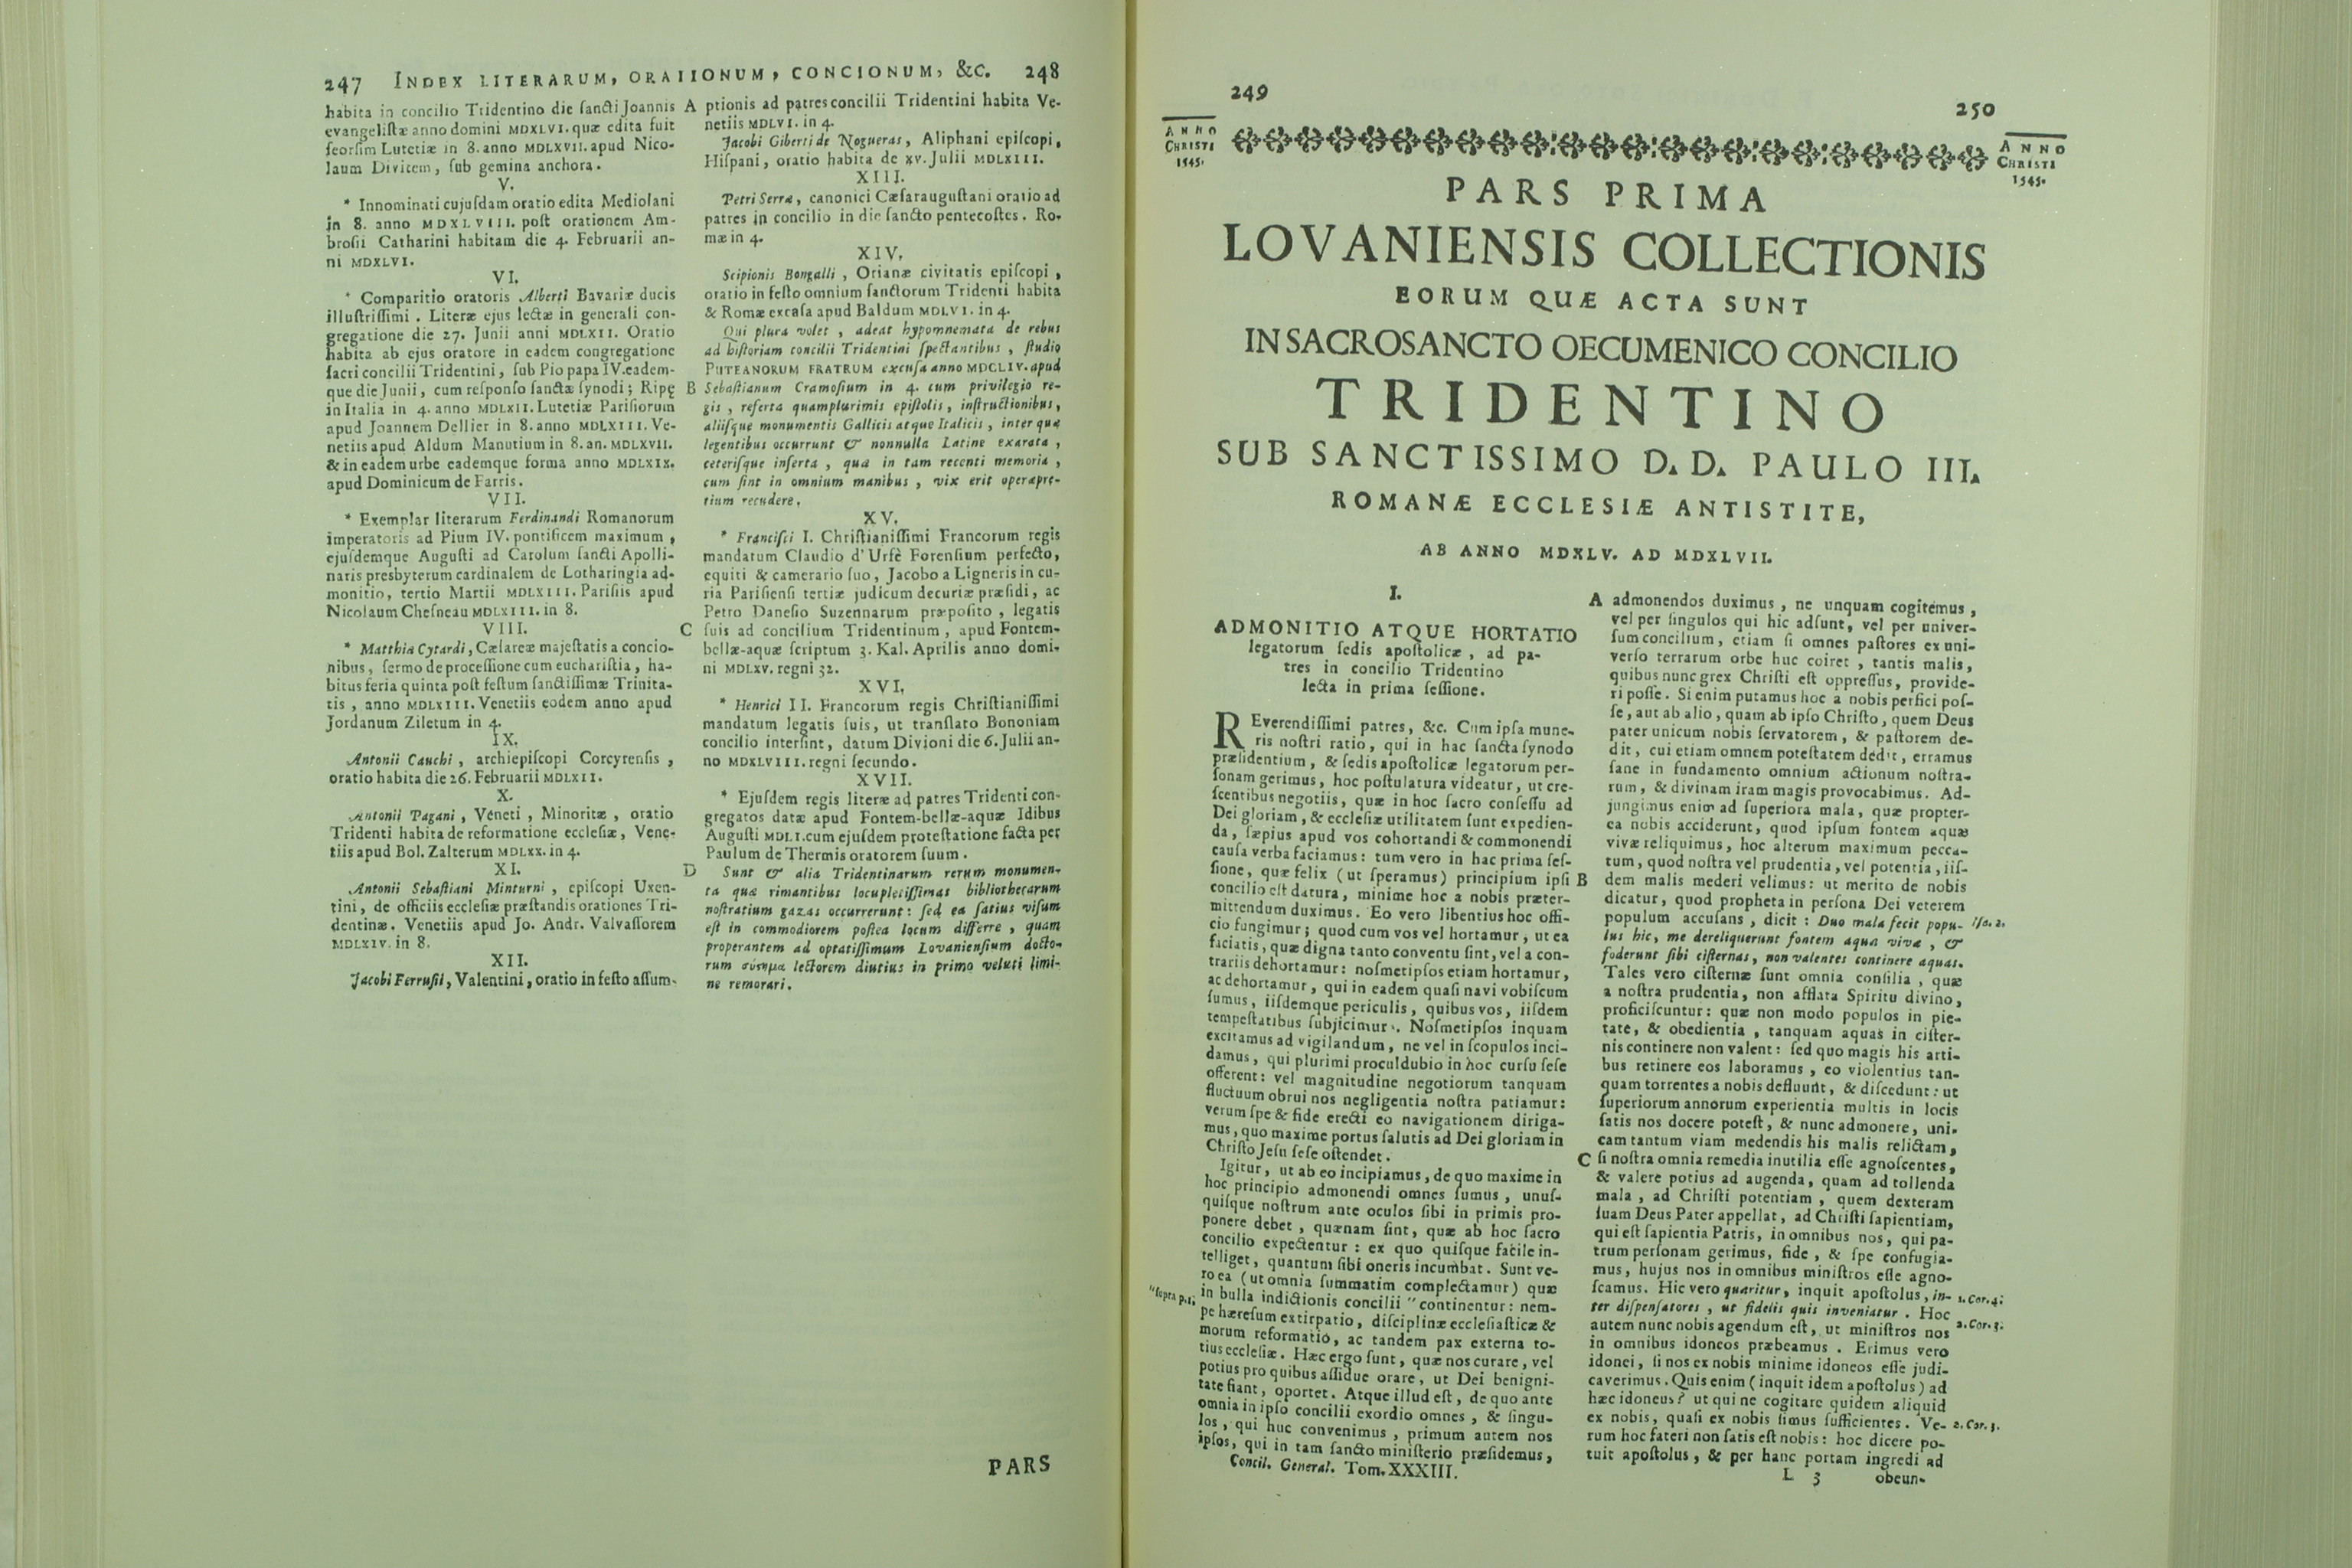 247 INDEX LITERARUM, ORATIONUM, CONCIONUM, &c. 248
habita in concilio Tridentino die ſancti Joannis
evangeliſtæ anno domini MDXLVI. quæ edita fuit
ſeorſim Lutetiæ in 8. anno MDLXVII. apud Nico-
laum Divitem, ſub gemina anchora.
V.
* Innominati cujuſdam oratio edita Mediolani
in 8. anno MDXLVIII. poſt orationem Am-
broſii Catharini habitam die 4. Februarii an-
ni MDXLVI.
VI.
* Comparitio oratoris Alberti Bavariæ ducis
illuſtriſſimi. Literæ ejus lectæ in generali con-
gregatione die 27. Junii anni MDLXII. Oratio
habita ab ejus oratore in eadem congregatione
ſacri concilii Tridentini, ſub Pio papa IV. eadem-
que die Junii, cum reſponſo ſanctæ ſynodi; Ripę
in Italia in 4. anno MDLXII. Lutetiæ Pariſiorum
apud Joannem Dellier in 8. anno MDLXIII. Ve-
netiis apud Aldum Manutium in 8. an. MDLXVII.
& in eadem urbe eademque forma anno MDLXIX.
apud Dominicum de Farris.
VII.
* Exemplar literarum Ferdinandi Romanorum
imperatoris ad Pium IV. pontificem maximum,
ejuſdemque Auguſti ad Carolum ſancti Apolli-
naris presbyterum cardinalem de Lotharingia ad-
monitio, tertio Martii MDLXIII. Pariſiis apud
Nicolaum Cheſneau MDLXIII. in 8.
VIII.
* Matthiæ Cytardi, Cæſareæ majeſtatis a concio-
nibus, ſermo de proceſſione cum euchariſtia, ha-
bitus feria quinta poſt feſtum ſanctiſſimæ Trinita-
tis, anno MDLXIII. Venetiis eodem anno apud
Jordanum Ziletum in 4.
IX.
Antonii Cauchi, archiepiſcopi Corcyrenſis,
oratio habita die 26. Februarii MDLXII.
X.
Antonii Pagani, Veneti, Minoritæ, oratio
Tridenti habita de reformatione eccleſiæ, Vene-
tiis apud Bol. Zalterum MDLXX. in 4.
XI.
Antonii Sebaſtiani Minturni, epiſcopi Uxen-
tini, de officiis eccleſiæ præſtandis orationes Tri-
dentinæ. Venetiis apud Jo. Andr. Valvaſſorem
MDLXIV. in 8.
XII.
Jacobi Ferruſii, Valentini, oratio in feſto aſſum-
A ptionis ad patres concilii Tridentini habita Ve-
netiis MDLVI. in 4.
Jacobi Giberti de Nogueras, Aliphani epiſcopi,
Hiſpani, oratio habita de XV. Julii MDLXIII.
XIII.
Petri Serra, canonici Cæſarauguſtani oratio ad
patres in concilio in die ſancto pentecoſtes. Ro-
mæ in 4.
XIV.
Scipionis Bongalli, Orianæ civitatis epiſcopi,
oratio in feſto omnium ſanctorum Tridenti habita
& Romæ excuſa apud Baldum MDLVI. in 4.
Qui plura volet, adeat hypomnemata de rebus
ad hiſtoriam concilii Tridentini ſpectantibus, ſtudio
PUTEANORUM FRATRUM excuſa anno MDCLIV. apud
B Sebaſtianum Cramoſium in 4. cum privilegio re-
gis, referta quamplurimis epiſtolis, inſtructionibus,
aliiſque monumentis Gallicis atque Italicis, inter quæ
legentibus occurrunt & nonnulla Latine exarata,
ceteriſque inſerta, quæ in tam recenti memoria,
cum ſint in omnium manibus, vix erit operæpre-
tium recudere.
XV.
* Franciſci I. Chriſtianiſſimi Francorum regis
mandatum Claudio d'Urfè Forenſium perfecto,
equiti & camerario ſuo, Jacobo a Ligneris in cu-
ria Pariſienſi tertiæ judicum decuriæ præſidi, ac
Petro Daneſio Suzennarum præpoſito, legatis
C ſuis ad concilium Tridentinum, apud Fontem-
bellæ-aquæ ſcriptum 3. Kal. Aprilis anno domi-
ni MDLXV. regni 32.
XVI.
* Henrici II. Francorum regis Chriſtianiſſimi
mandatum legatis ſuis, ut tranſlato Bononiam
concilio interſint, datum Divioni die 6. Julii an-
no MDXLVIII. regni ſecundo.
XVII.
* Ejuſdem regis literæ ad patres Tridenti con-
gregatos datæ apud Fontem-bellæ-aquæ Idibus
Auguſti MDLI. cum ejuſdem proteſtatione facta per
Paulum de Thermis oratorem ſuum.
D Sunt & alia Tridentinarum rerum monumen-
ta quæ rimantibus locupletiſſimas bibliothecarum
noſtratium gazas occurrerunt: ſed ea ſatius viſum
eſt in commodiorem poſtea locum differre, quam
properantem ad optatiſſimum Lovanienſium docto-
rum σύνημα lectorem diutius in primo veluti limi-
ne remorari.
PARS
249
250
ANNO
CHRISTI
1545.
ANNO
CHRISTI
1545.
PARS PRIMA
LOVANIENSIS COLLECTIONIS
EORUM QUÆ ACTA SUNT
IN SACROSANCTO OECUMENICO CONCILIO
TRIDENTINO
SUB SANCTISSIMO D. D. PAULO III.
ROMANÆ ECCLESIÆ ANTISTITE,
AB ANNO MDXLV. AD MDXLVII.
I.
ADMONITIO ATQUE HORTATIO
legatorum ſedis apoſtolicæ, ad pa-
tres in concilio Tridentino
lecta in prima ſeſſione.
REverendiſſimi patres, &c. Cum ipſa mune-
ris noſtri ratio, qui in hac ſancta ſynodo
præſidentium, & ſedis apoſtolicæ legatorum per-
ſonam gerimus, hoc poſtulatura videatur, ut cre-
ſcentibus negotiis, quæ in hoc ſacro conſeſſu ad
Dei gloriam, & eccleſiæ utilitatem ſunt expedien-
da, ſæpius apud vos cohortandi & commonendi
cauſa verba faciamus: tum vero in hac prima ſeſ-
ſione, quæ felix (ut ſperamus) principium ipſi
concilio eſt datura, minime hoc a nobis præter-
mittendum duximus. Eo vero libentius hoc offi-
cio fungimur; quod cum vos vel hortamur, ut ea
faciatis, quæ digna tanto conventu ſint, vel a con-
trariis dehortamur: noſmetipſos etiam hortamur,
ac dehortamur, qui in eadem quaſi navi vobiſcum
ſumus, iiſdemque periculis, quibus vos, iiſdem
tempeſtatibus ſubjicimur. Noſmetipſos inquam
excitamus ad vigilandum, ne vel in ſcopulos inci-
damus, qui plurimi proculdubio in hoc curſu ſeſe
offerent: vel magnitudine negotiorum tanquam
fluctuum obrui nos negligentia noſtra patiamur:
verum ſpe & fide erecti eo navigationem diriga-
mus, quo maxime portus ſalutis ad Dei gloriam in
Chriſto Jeſu ſeſe oſtendet.
Igitur, ut ab eo incipiamus, de quo maxime in
hoc principio admonendi omnes ſumus, unuſ-
quiſque noſtrum ante oculos ſibi in primis pro-
ponere debet, quænam ſint, quæ ab hoc ſacro
concilio expectentur: ex quo quiſque facile in-
telliget, quantum ſibi oneris incumbat. Sunt ve-
ro ea (ut omnia ſummatim complectamur) quæ
"ſupra p.1. in bulla indictionis concilii " continentur: nem-
pe hæreſum extirpatio, diſciplinæ eccleſiaſticæ &
morum reformatio, ac tandem pax externa to-
tius eccleſiæ. Hæc ergo ſunt, quæ nos curare, vel
potius pro quibus aſſidue orare, ut Dei benigni-
tate fiant, oportet. Atque illud eſt, de quo ante
omnia in ipſo concilii exordio omnes, & ſingu-
los, qui huc convenimus, primum autem nos
ipſos, qui in tam ſancto miniſterio præſidemus,
Concil. General. Tom. XXXIII.
A admonendos duximus, ne unquam cogitemus,
vel per ſingulos qui hic adſunt, vel per univer-
ſum concilium, etiam ſi omnes paſtores ex uni-
verſo terrarum orbe huc coiret, tantis malis,
quibus nunc grex Chriſti eſt oppreſſus, provide-
ri poſſe. Si enim putamus hoc a nobis perfici poſ-
ſe, aut ab alio, quam ab ipſo Chriſto, quem Deus
pater unicum nobis ſervatorem, & paſtorem de-
dit, cui etiam omnem poteſtatem dedit, erramus
ſane in fundamento omnium actionum noſtra-
rum, & divinam iram magis provocabimus. Ad-
jungimus enim ad ſuperiora mala, quæ propter-
ea nobis acciderunt, quod ipſum fontem aquæ
vivæ reliquimus, hoc alterum maximum pecca-
tum, quod noſtra vel prudentia, vel potentia, iiſ-
B dem malis mederi velimus: ut merito de nobis
dicatur, quod propheta in perſona Dei veterem
populum accuſans, dicit: Duo mala fecit popu- Iſa. 2.
lus hic, me dereliquerunt fontem aquæ vivæ, &
foderunt ſibi ciſternas, non valentes continere aquas.
Tales vero ciſternæ ſunt omnia conſilia, quæ
a noſtra prudentia, non afflata Spiritu divino,
proficiſcuntur: quæ non modo populos in pie-
tate, & obedientia, tanquam aquas in ciſter-
nis continere non valent: ſed quo magis his arti-
bus retinere eos laboramus, eo violentius tan-
quam torrentes a nobis defluunt, & diſcedunt: ut
ſuperiorum annorum experientia multis in locis
ſatis nos docere poteſt, & nunc admonere, uni-
cam tantum viam medendis his malis relictam,
C ſi noſtra omnia remedia inutilia eſſe agnoſcentes,
& valere potius ad augenda, quam ad tollenda
mala, ad Chriſti potentiam, quem dexteram
ſuam Deus Pater appellat, ad Chriſti ſapientiam,
qui eſt ſapientia Patris, in omnibus nos, qui pa-
trum perſonam gerimus, fide, & ſpe confugia-
mus, hujus nos in omnibus miniſtros eſſe agno-
ſcamus. Hic vero quæritur, inquit apoſtolus, in- 1. Cor. 4.
ter diſpenſatores, ut fidelis quis inveniatur. Hoc
autem nunc nobis agendum eſt, ut miniſtros nos 2. Cor. 3.
in omnibus idoneos præbeamus. Erimus vero
idonei, ſi nos ex nobis minime idoneos eſſe judi-
caverimus. Quis enim (inquit idem apoſtolus) ad
hæc idoneus? ut qui ne cogitare quidem aliquid
ex nobis, quaſi ex nobis ſimus ſufficientes. Ve- 2. Cor. 3.
rum hoc fateri non ſatis eſt nobis: hoc dicere po-
tuit apoſtolus, & per hanc portam ingredi ad
L 3 obeun-